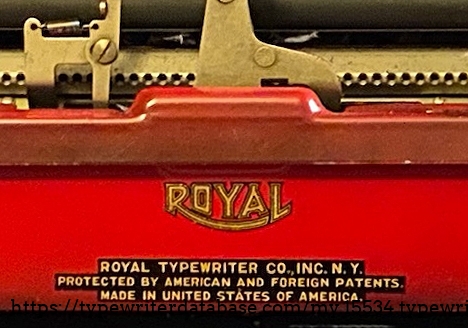 ROYAL
ROYAL TYPEWRITER CO., INC. N. Y.
PROTECTED BY AMERICAN AND FOREIGN PATENTS.
MADE IN UNITED STATES OF AMERICA.